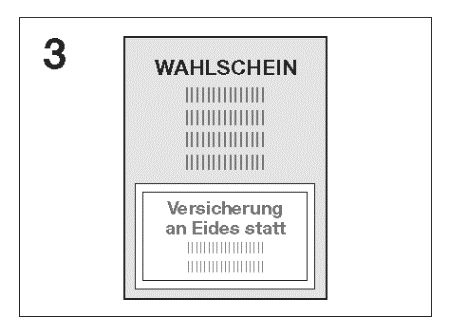 3
WAHLSCHEIN
Versicherung
an Eides statt